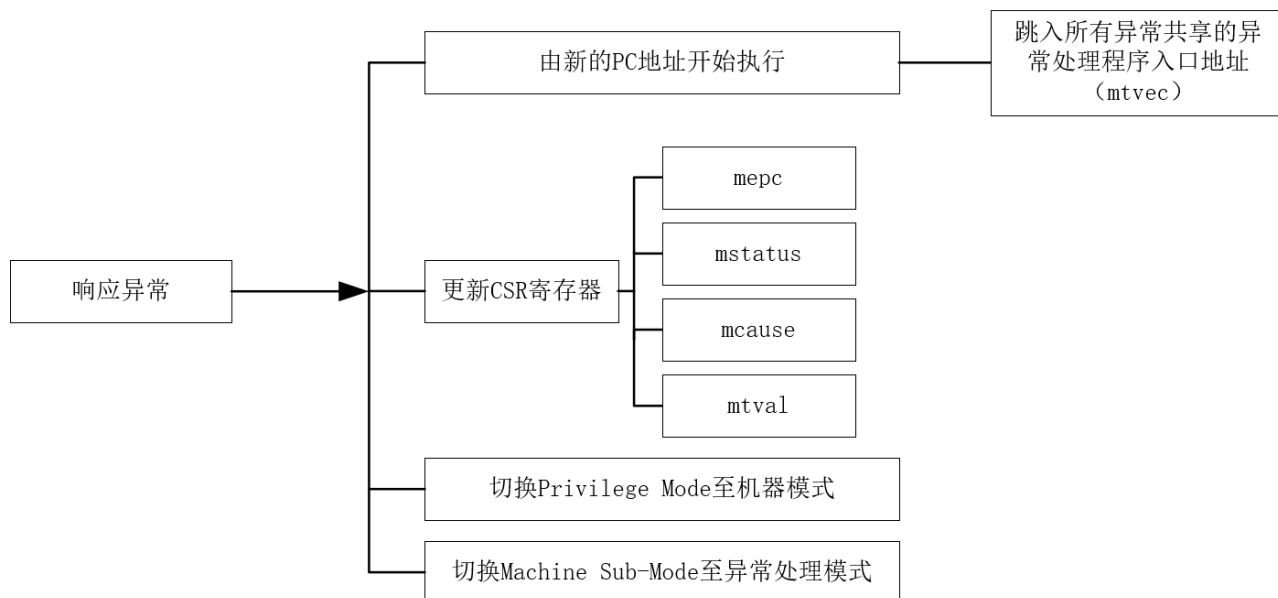 由新的PC地址开始执行
跳入所有异常共享的异
常处理程序入口地址
（mtvec）
响应异常
更新CSR寄存器
mepc
mstatus
mcause
mtval
切换Privilege Mode至机器模式
切换Machine Sub-Mode至异常处理模式